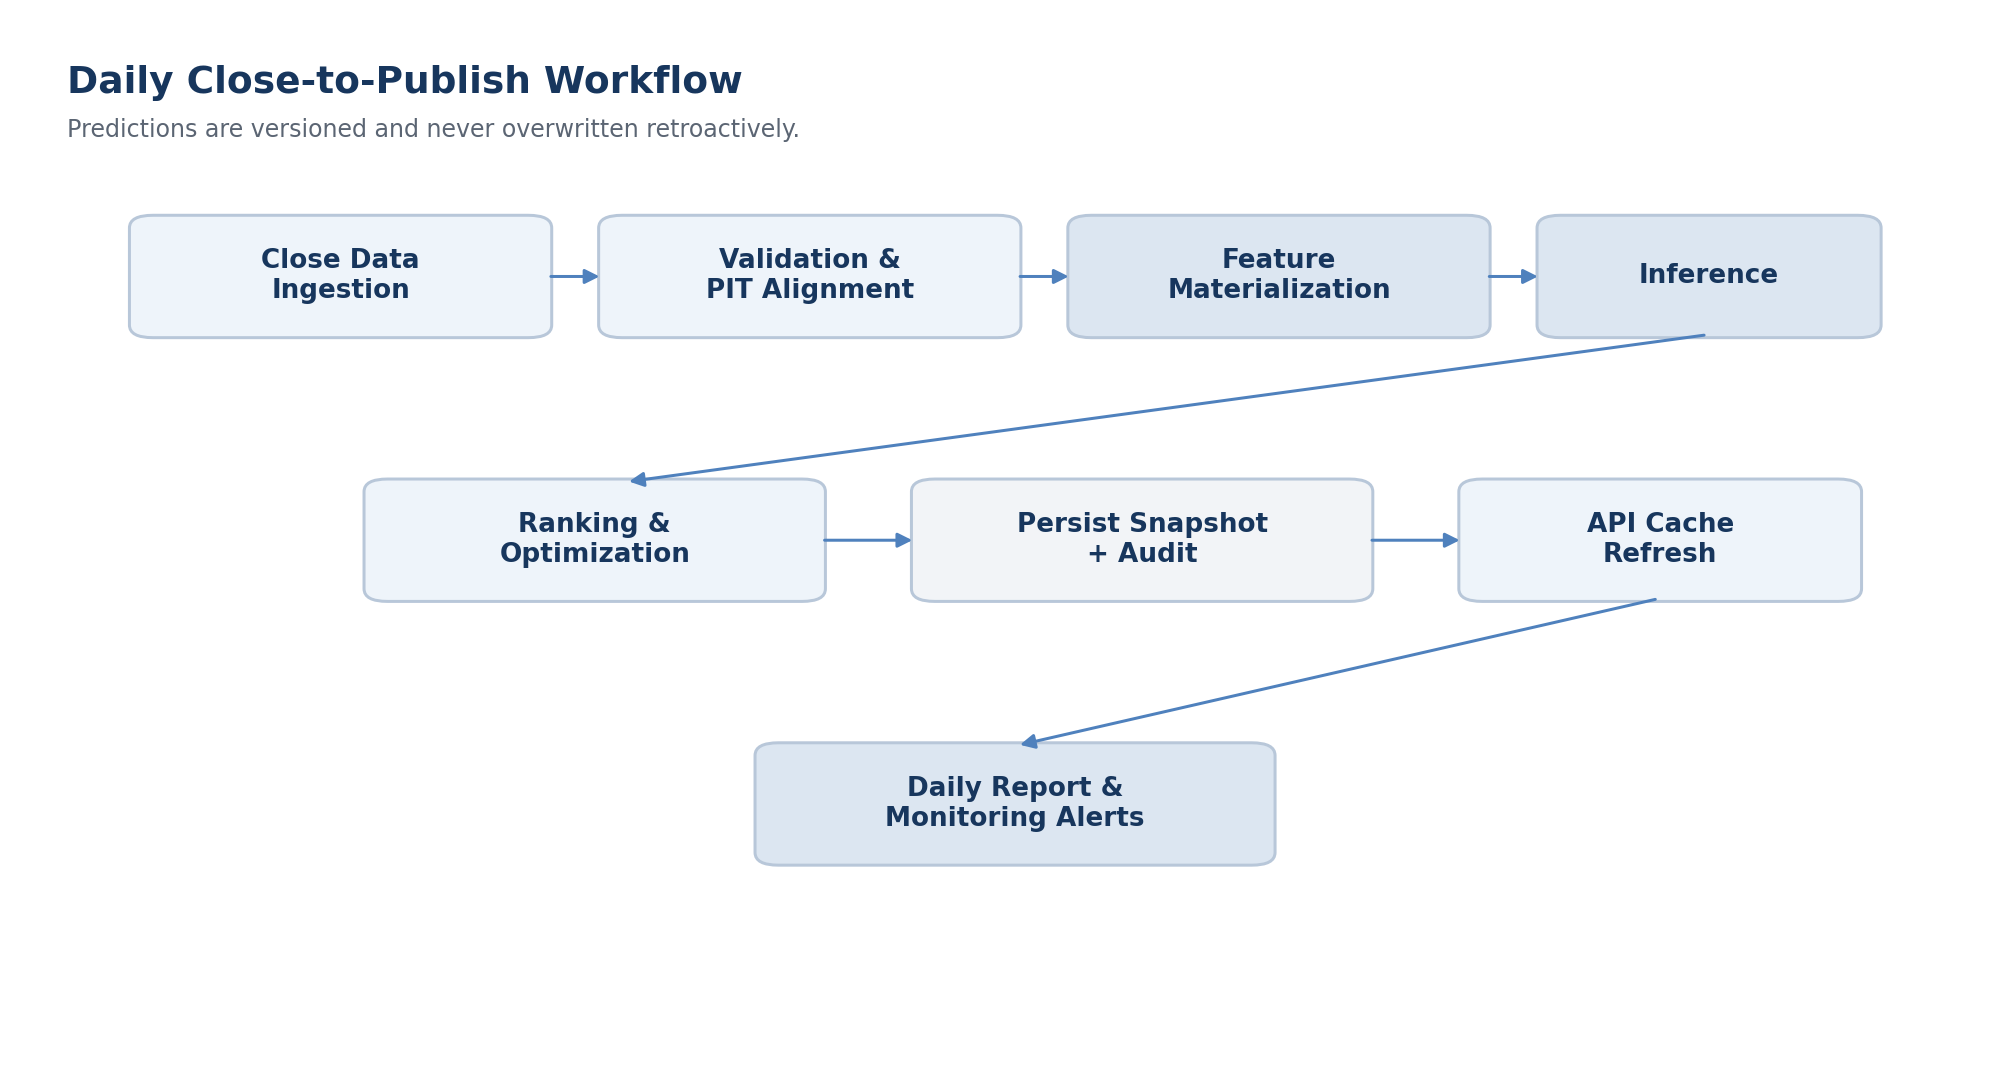 Daily Close-to-Publish Workflow
Predictions are versioned and never overwritten retroactively.
Close Data
Ingestion
Validation &
PIT Alignment
Feature
Materialization
Inference
Ranking &
Optimization
Persist Snapshot
+ Audit
API Cache
Refresh
Daily Report &
Monitoring Alerts